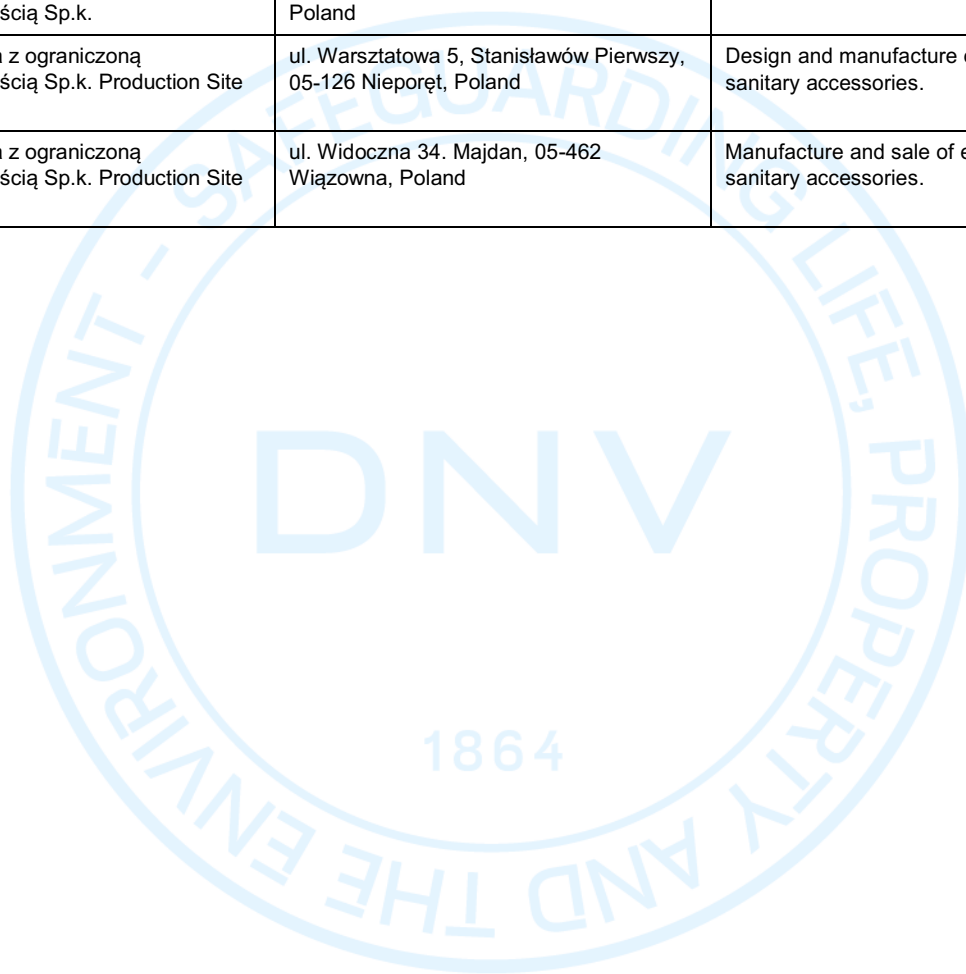 ścią Sp.k.
Poland
z ograniczoną
ścią Sp.k. Production Site
ul. Warsztatowa 5, Stanisławów Pierwszy,
05-126 Nieporęt, Poland
Design and manufacture
sanitary accessories.
z ograniczoną
ścią Sp.k. Production Site
ul. Widoczna 34. Majdan, 05-462
Wiązowna, Poland
Manufacture and sale of
sanitary accessories.
SAFEGUARDING LIFE, PROPERTY AND THE ENVIRONMENT -
DNV
1864